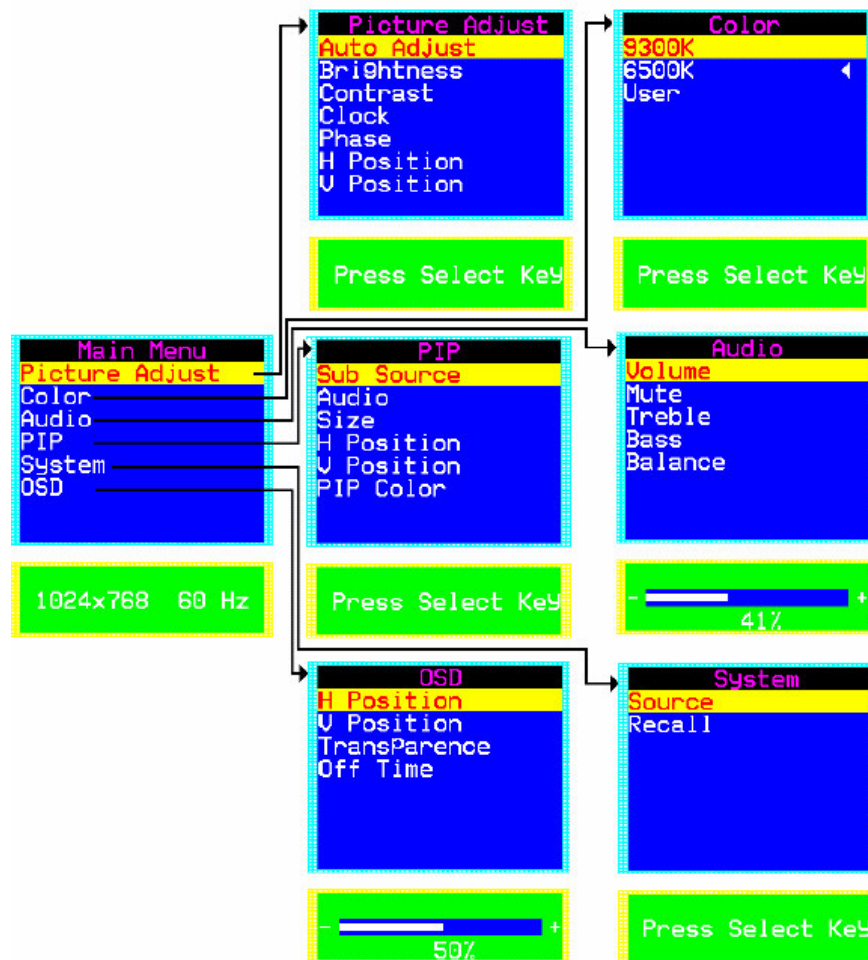 Picture Adjust
Auto Adjust
Brightness
Contrast
Clock
Phase
H Position
V Position
Press Select Key
Color
9300K
6500K
User
Press Select Key
Main Menu
Picture Adjust
Color
Audio
PIP
System
OSD
1024x768 60 Hz
PIP
Sub Source
Audio
Size
H Position
V Position
PIP Color
Press Select Key
Audio
Volume
Mute
Treble
Bass
Balance
- +
41%
OSD
H Position
V Position
TransParence
Off Time
- +
50%
System
Source
Recall
Press Select Key